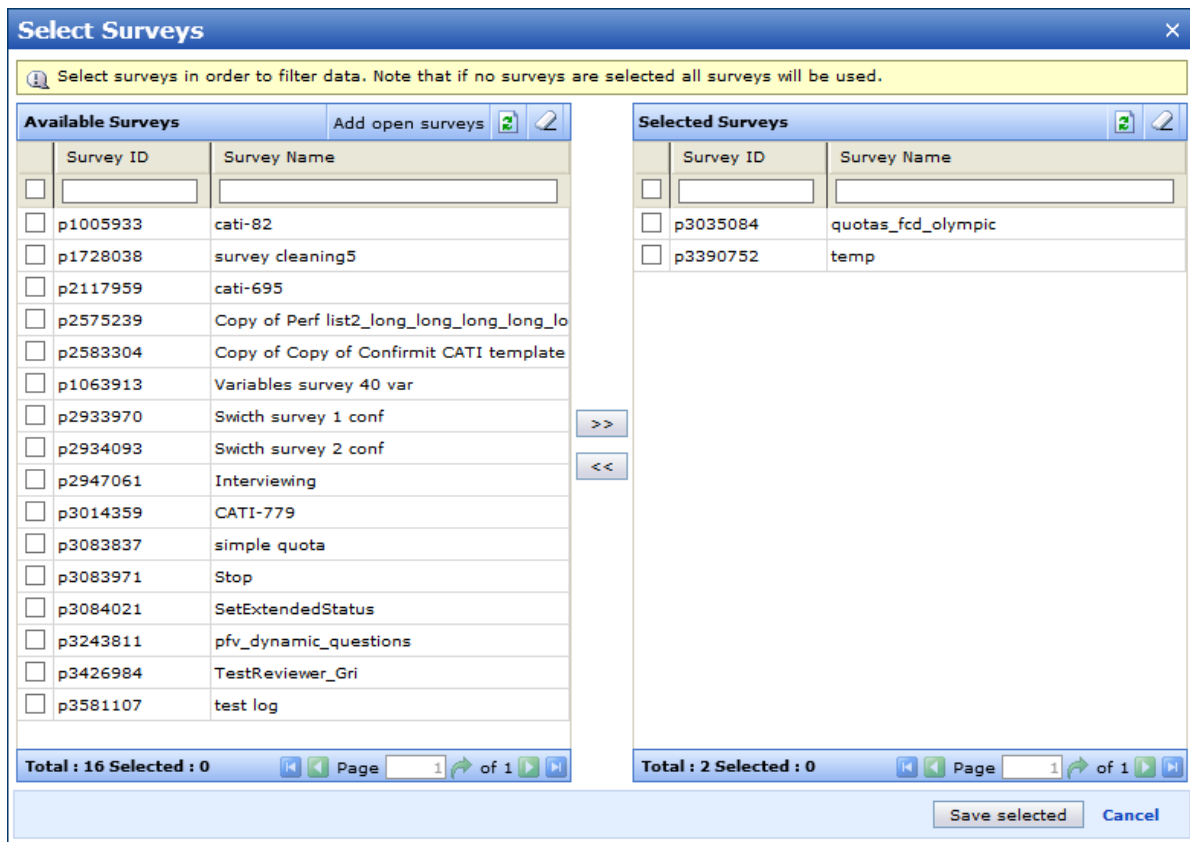 Select Surveys
Select surveys in order to filter data. Note that if no surveys are selected all surveys will be used.
Available Surveys Add open surveys
Survey ID Survey Name
p1005933 cati-82
p1728038 survey cleaning5
p2117959 cati-695
p2575239 Copy of Perf list2_long_long_long_long_lo
p2583304 Copy of Copy of Confirmit CATI template
p1063913 Variables survey 40 var
p2933970 Swicth survey 1 conf
p2934093 Swicth survey 2 conf
p2947061 Interviewing
p3014359 CATI-779
p3083837 simple quota
p3083971 Stop
p3084021 SetExtendedStatus
p3243811 pfv_dynamic_questions
p3426984 TestReviewer_Gri
p3581107 test log
Total : 16 Selected : 0 Page 1 of 1
>>
<<
Selected Surveys
Survey ID Survey Name
p3035084 quotas_fcd_olympic
p3390752 temp
Total : 2 Selected : 0 Page 1 of 1
Save selected Cancel